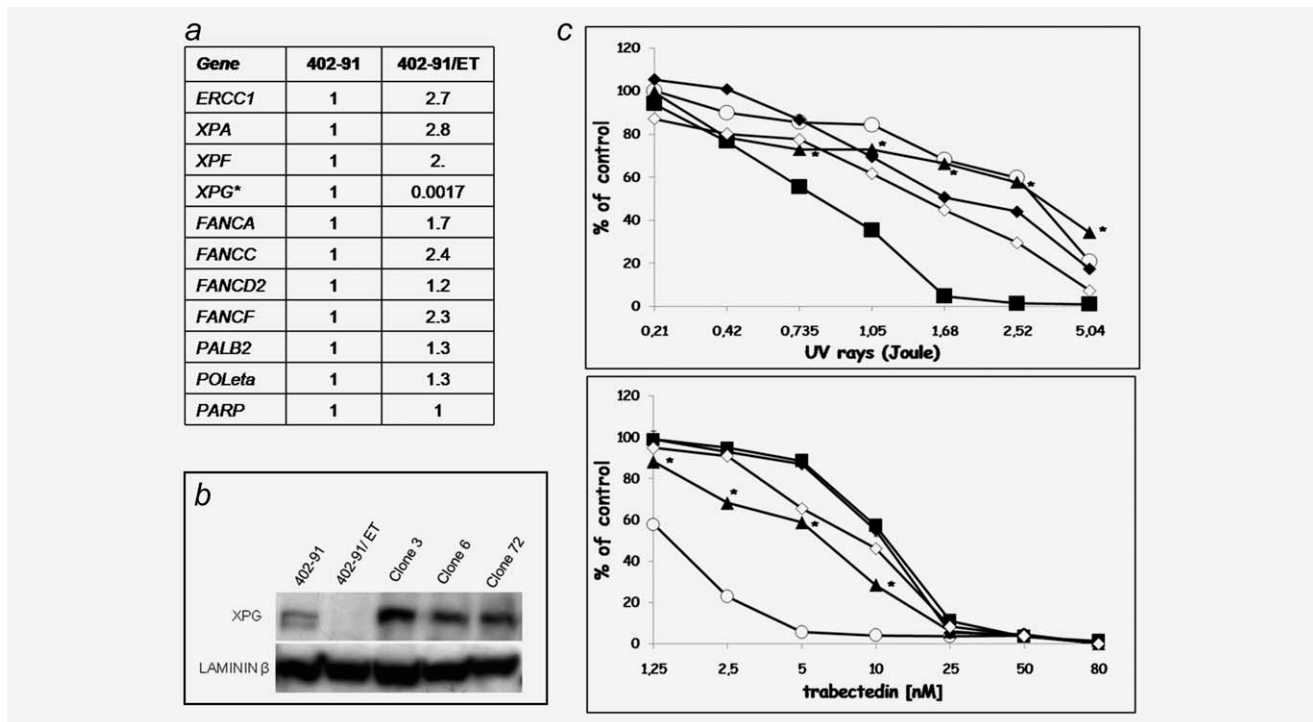 a
Gene 402-91 402-91/ET
ERCC1 1 2.7
XPA 1 2.8
XPF 1 2.
XPG* 1 0.0017
FANCA 1 1.7
FANCC 1 2.4
FANCD2 1 1.2
FANCF 1 2.3
PALB2 1 1.3
POLeta 1 1.3
PARP 1 1
b
402-91 402-91/ ET Clone 3 Clone 6 Clone 72
XPG
LAMININ β
c
120
100
80
60
40
20
0
% of control
* * * * *
0,21 0,42 0,735 1,05 1,68 2,52 5,04
UV rays (Joule)
120
100
80
60
40
20
0
% of control
* * * *
1,25 2,5 5 10 25 50 80
trabectedin [nM]